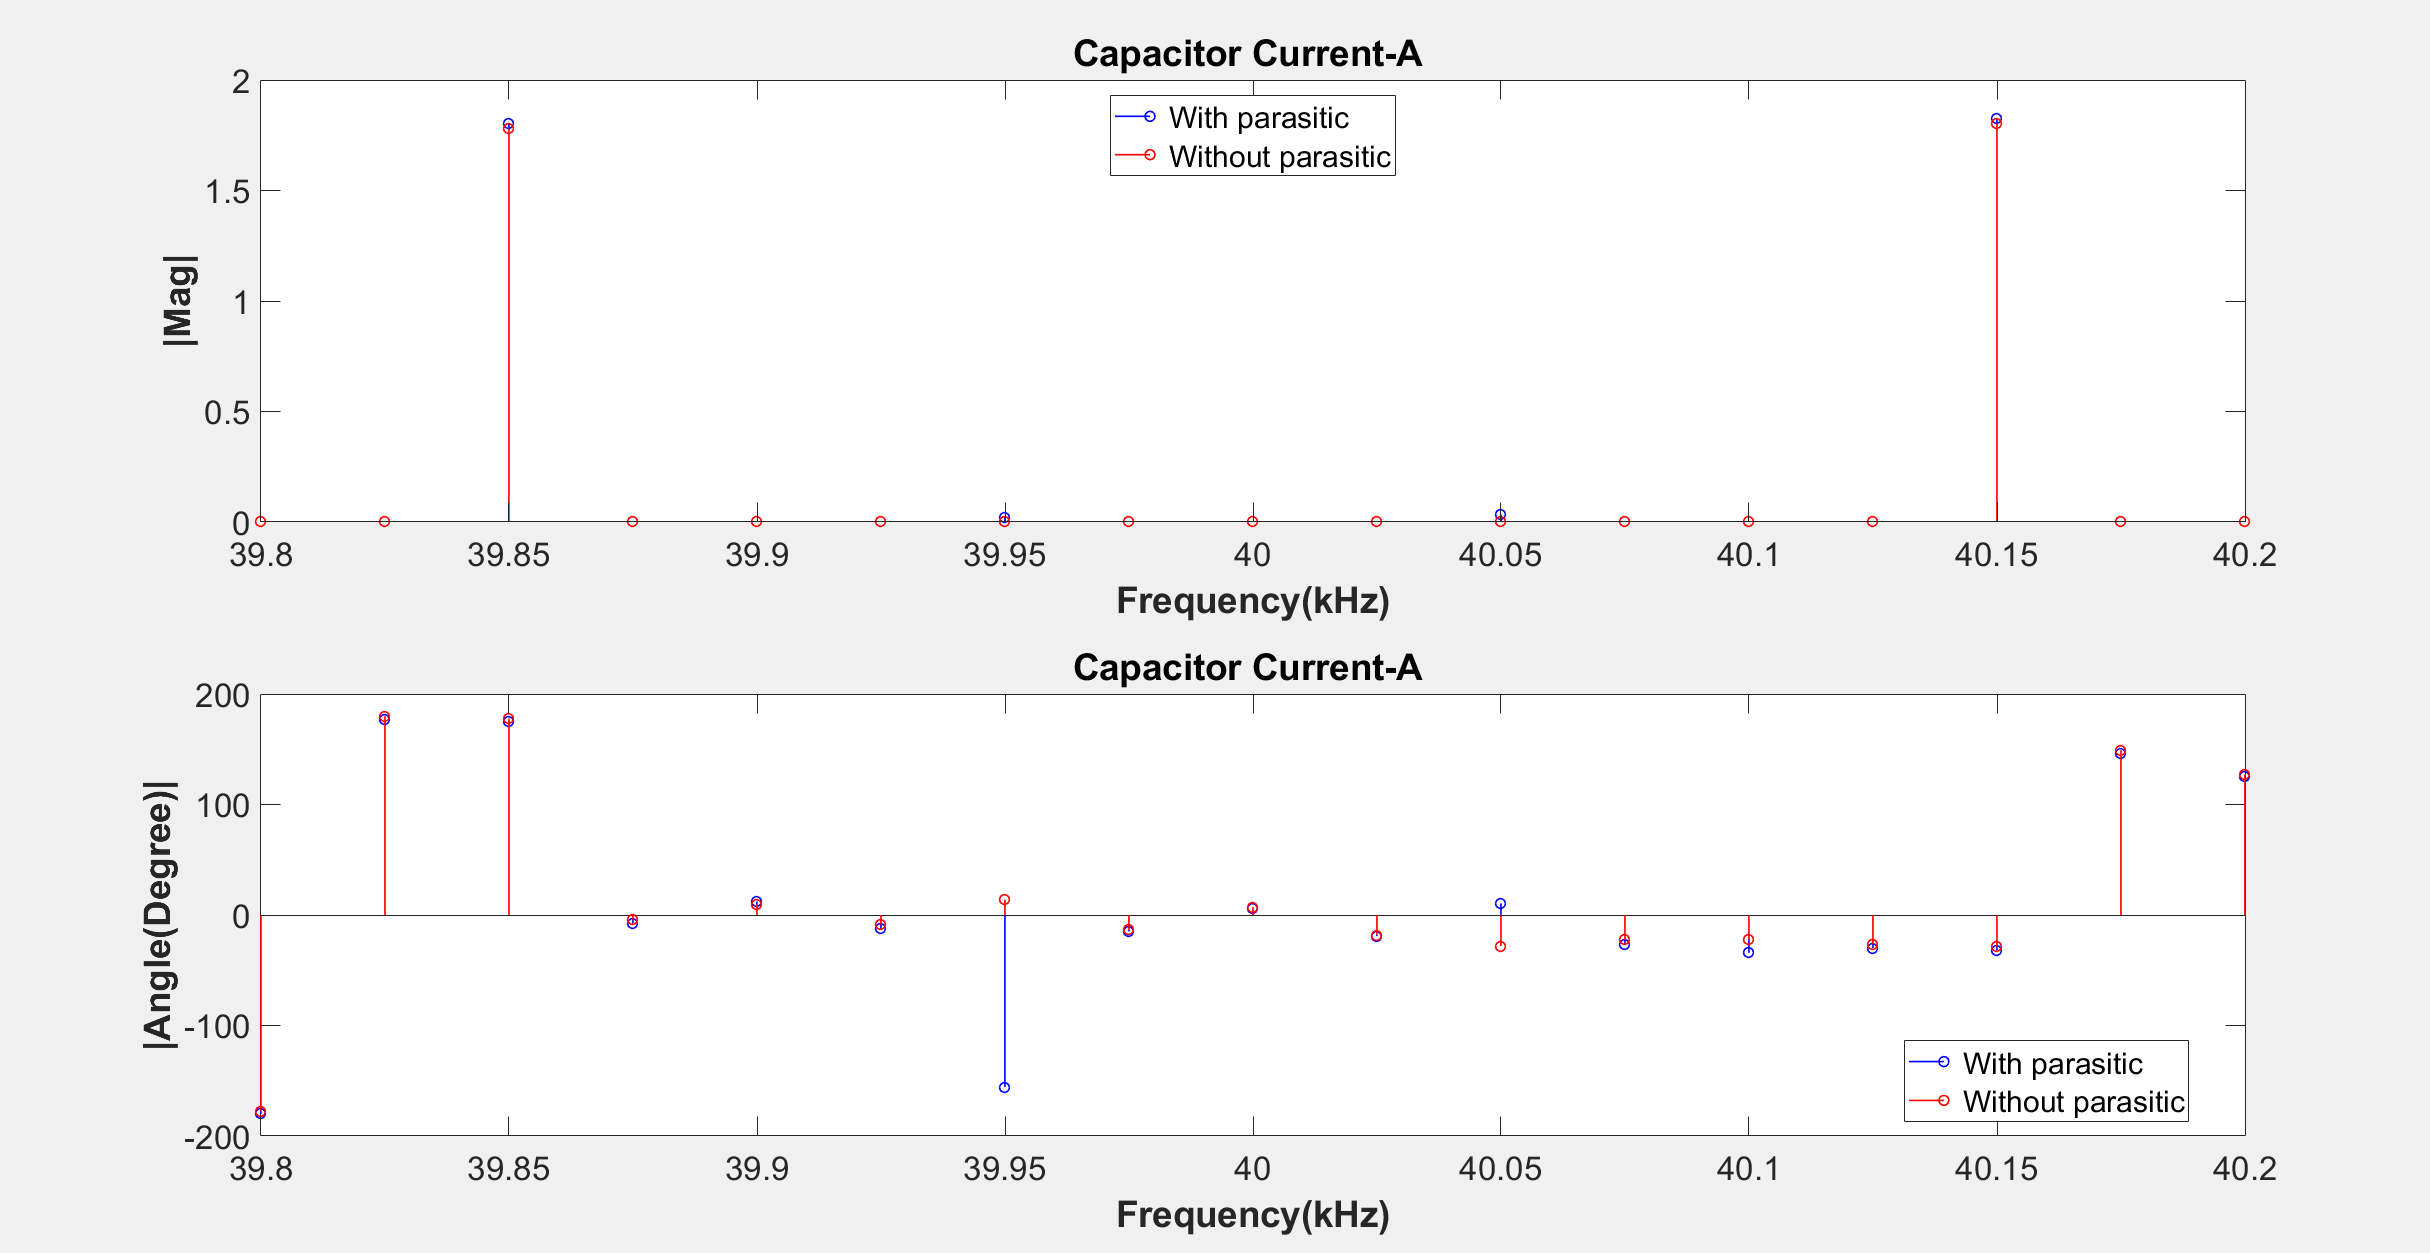 Capacitor Current-A
2
1.5
1
0.5
0
|Mag|
With parasitic
Without parasitic
39.8 39.85 39.9 39.95 40 40.05 40.1 40.15 40.2
Frequency(kHz)
Capacitor Current-A
200
100
0
-100
-200
|Angle(Degree)|
With parasitic
Without parasitic
39.8 39.85 39.9 39.95 40 40.05 40.1 40.15 40.2
Frequency(kHz)